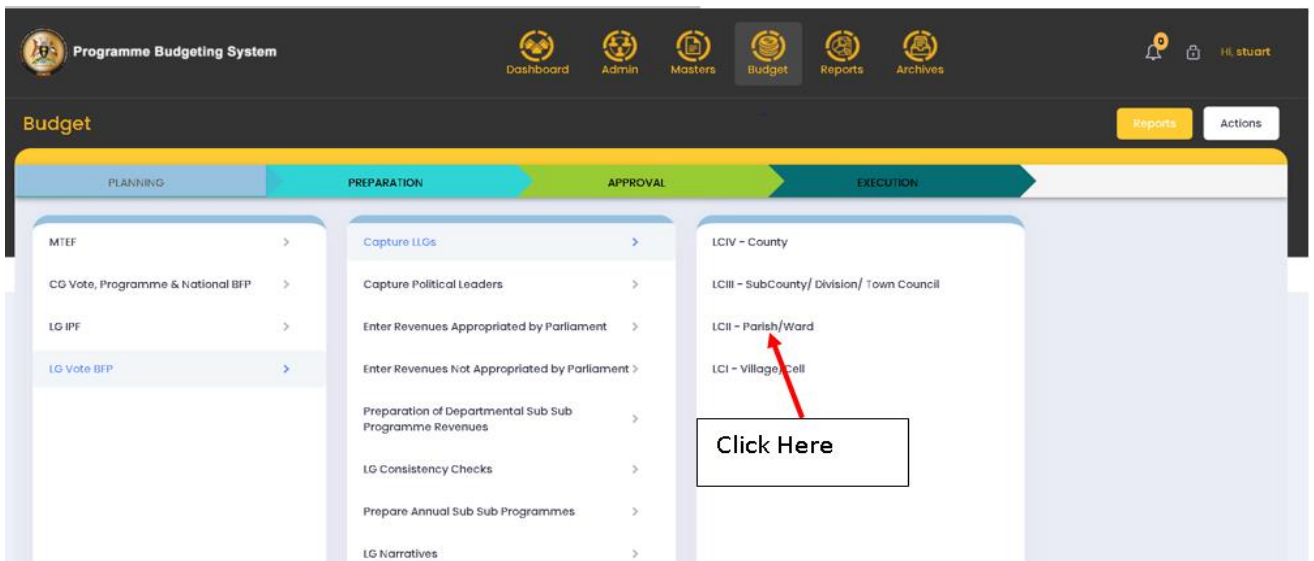 Programme Budgeting System
Dashboard
Admin
Masters
Budget
Reports
Archives
0
Hi, stuart
Budget
Reports
Actions
PLANNING
PREPARATION
APPROVAL
EXECUTION
MTEF
CG Vote, Programme & National BFP
LG IPF
LG Vote BFP
Capture LLGs
Capture Political Leaders
Enter Revenues Appropriated by Parliament
Enter Revenues Not Appropriated by Parliament
Preparation of Departmental Sub Sub
Programme Revenues
LG Consistency Checks
Prepare Annual Sub Sub Programmes
LG Narratives
LCIV - County
LCIII - SubCounty/ Division/ Town Council
LCII - Parish/Ward
LCI - Village/Cell
Click Here